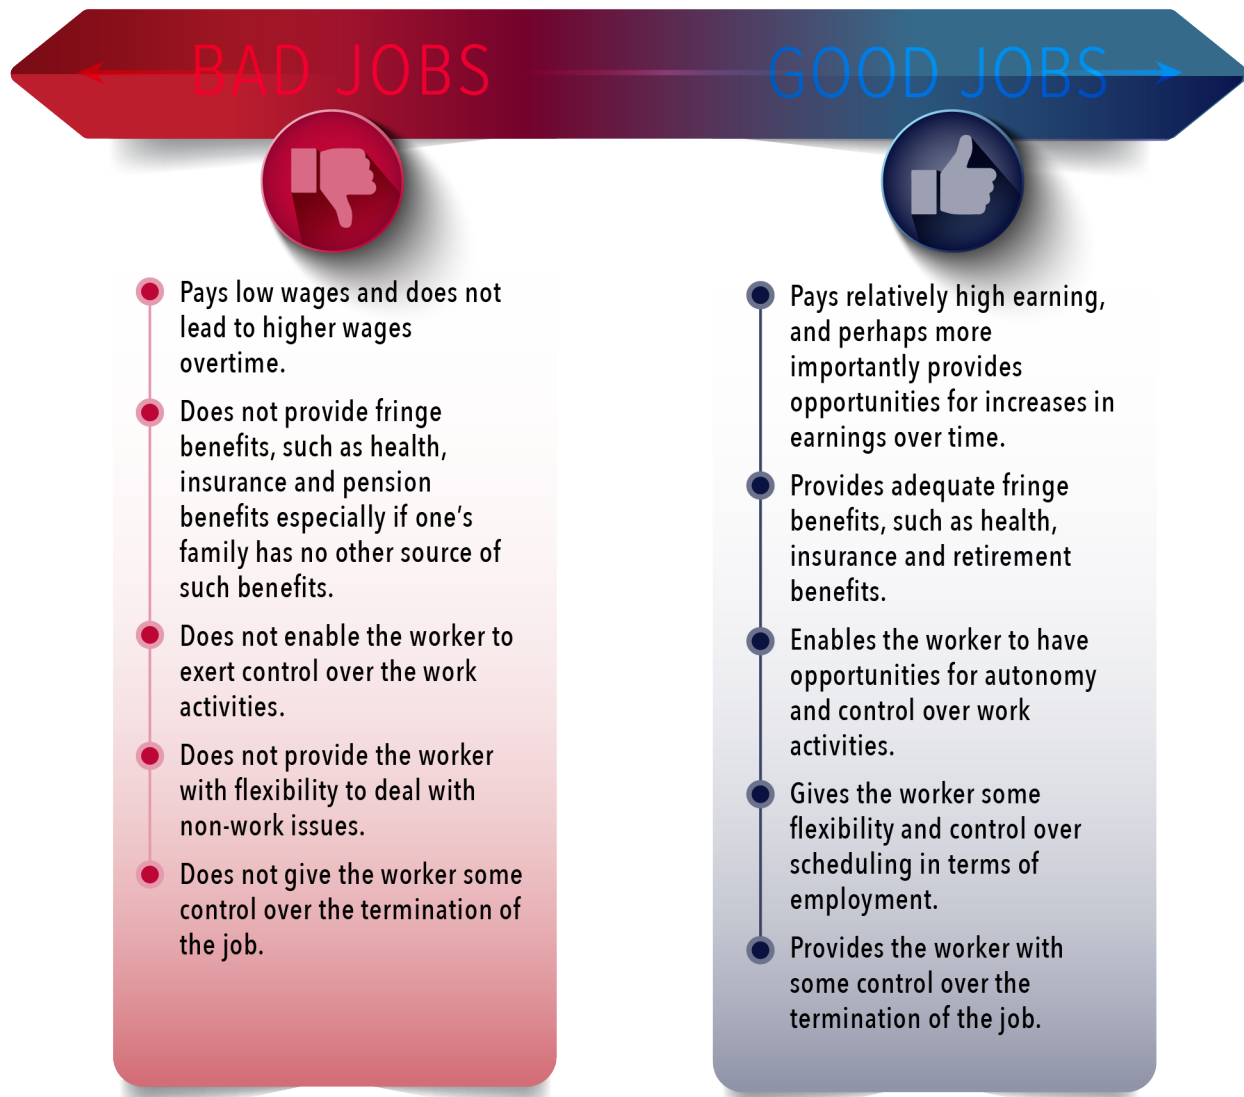 BAD JOBS
GOOD JOBS
Pays low wages and does not
lead to higher wages
overtime.
Does not provide fringe
benefits, such as health,
insurance and pension
benefits especially if one's
family has no other source of
such benefits.
Does not enable the worker to
exert control over the work
activities.
Does not provide the worker
with flexibility to deal with
non-work issues.
Does not give the worker some
control over the termination of
the job.
Pays relatively high earning,
and perhaps more
importantly provides
opportunities for increases in
earnings over time.
Provides adequate fringe
benefits, such as health,
insurance and retirement
benefits.
Enables the worker to have
opportunities for autonomy
and control over work
activities.
Gives the worker some
flexibility and control over
scheduling in terms of
employment.
Provides the worker with
some control over the
termination of the job.